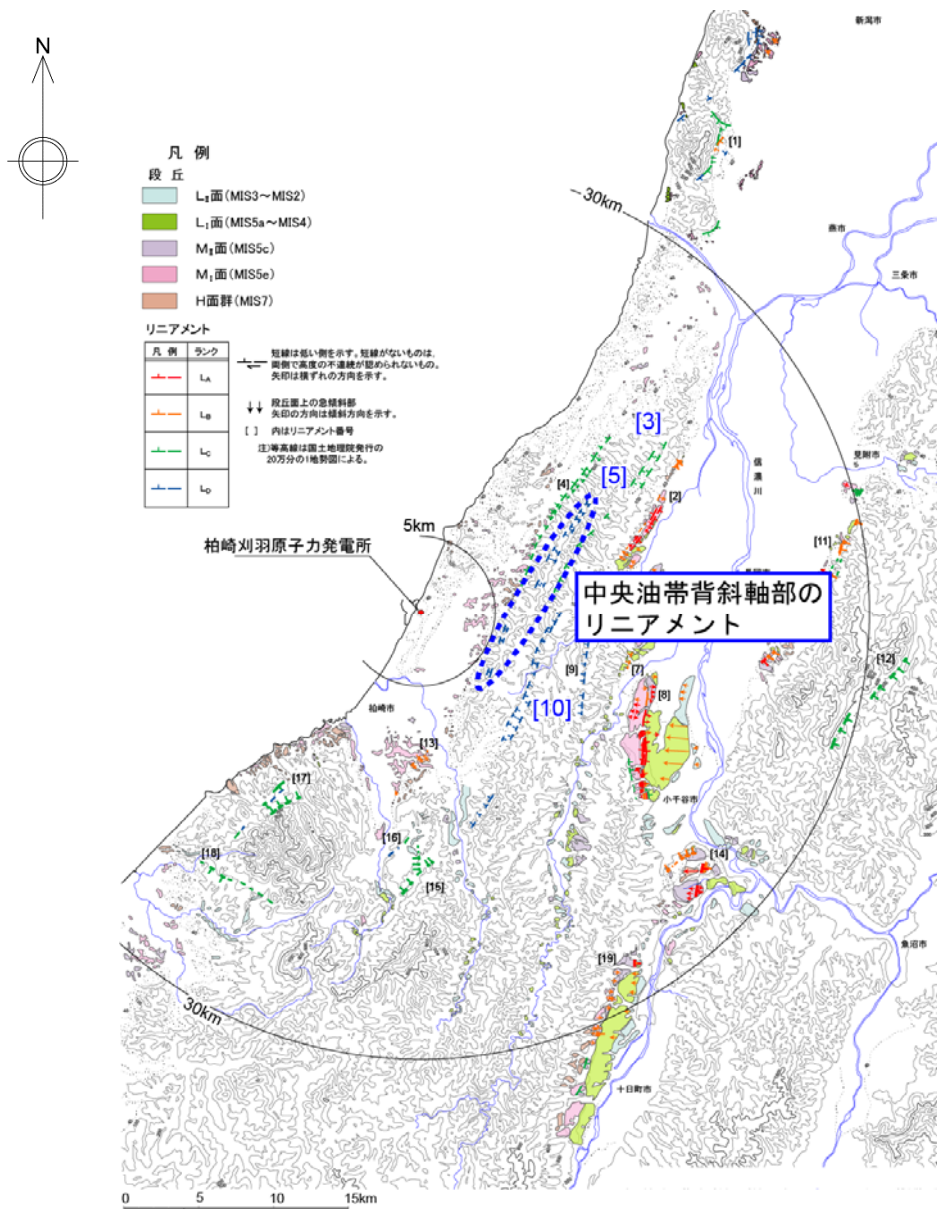 N
新潟市
凡例
段丘
LⅡ面(MIS3～MIS2)
LⅠ面(MIS5a～MIS4)
MⅡ面(MIS5c)
MⅠ面(MIS5e)
H面群(MIS7)
リニアメント
凡例 ランク
LA
LB
LC
LD
短線は低い側を示す。短線がないものは、
両側で高度の不連続が認められないもの。
矢印は横ずれの方向を示す。
段丘面上の急傾斜部
矢印の方向は傾斜方向を示す。
[ ] 内はリニアメント番号
注)等高線は国土地理院発行の
20万分の1地勢図による。
[1]
30km
燕市
三条市
[3]
見附市
[4]
[5]
[2]
信濃川
5km
柏崎刈羽原子力発電所
[11]
中央油帯背斜軸部の
リニアメント
[12]
[7]
[9]
[8]
[10]
柏崎市
[13]
[17]
小千谷市
[16]
[14]
[18]
[15]
魚沼市
[19]
30km
十日町市
0 5 10 15km